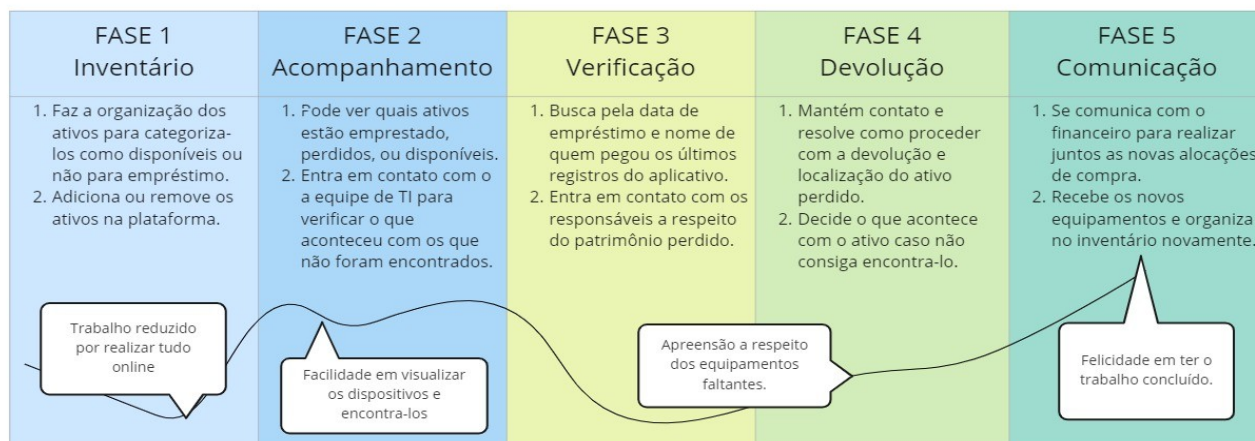 FASE 1
Inventário
1. Faz a organização dos
ativos para categoriza-
los como disponíveis ou
não para empréstimo.
2. Adiciona ou remove os
ativos na plataforma.
FASE 2
Acompanhamento
1. Pode ver quais ativos
estão emprestado,
perdidos, ou disponíveis.
2. Entra em contato com o
a equipe de TI para
verificar o que
aconteceu com os que
não foram encontrados.
FASE 3
Verificação
1. Busca pela data de
empréstimo e nome de
quem pegou os últimos
registros do aplicativo.
2. Entra em contato com os
responsáveis a respeito
do patrimônio perdido.
FASE 4
Devolução
1. Mantém contato e
resolve como proceder
com a devolução e
localização do ativo
perdido.
2. Decide o que acontece
com o ativo caso não
consiga encontra-lo.
FASE 5
Comunicação
1. Se comunica com o
financeiro para realizar
juntos as novas alocações
de compra.
2. Recebe os novos
equipamentos e organiza
no inventário novamente.
Trabalho reduzido
por realizar tudo
online
Facilidade em visualizar
os dispositivos e
encontra-los
Apreensão a respeito
dos equipamentos
faltantes.
Felicidade em ter o
trabalho concluído.